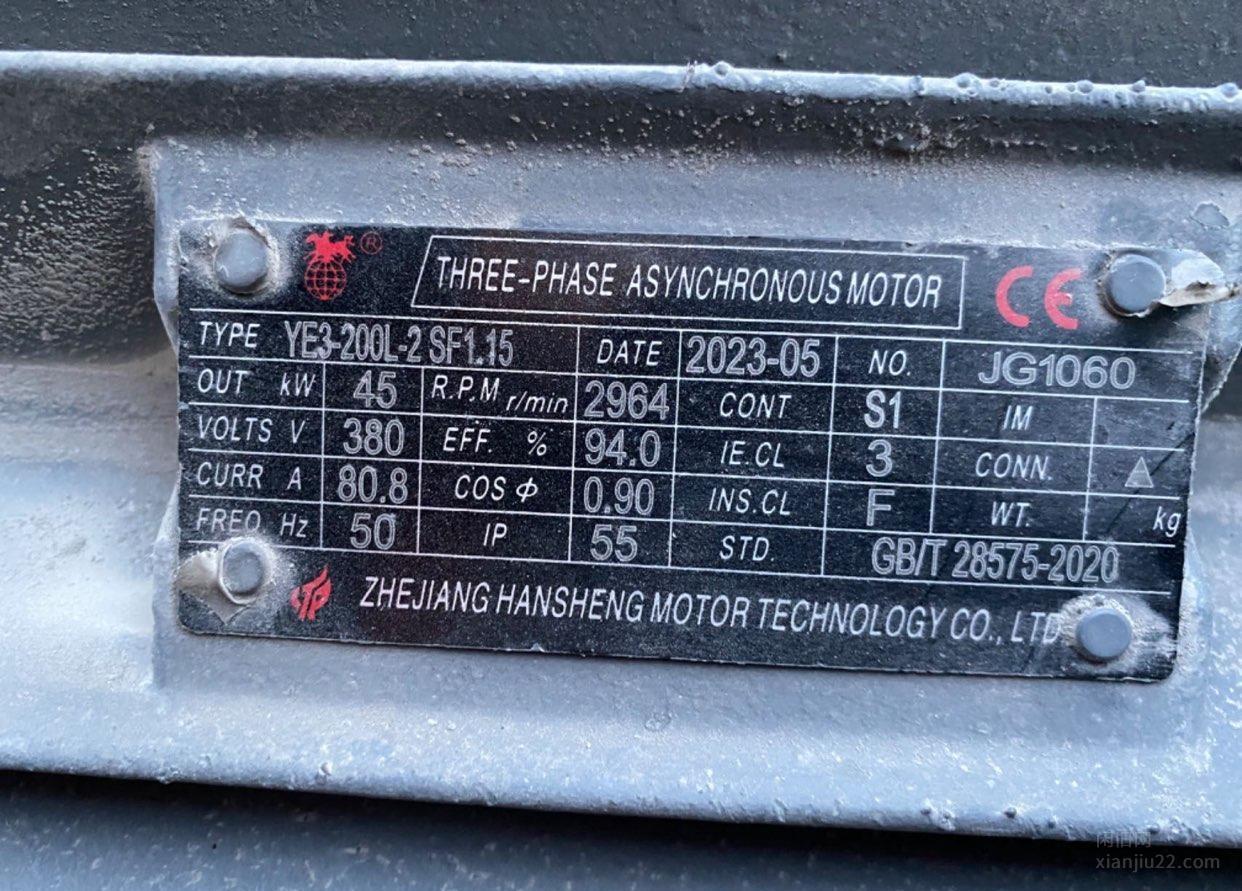 ® THREE-PHASE ASYNCHRONOUS MOTOR CE
TYPE YE3-200L-2 SF1.15 DATE 2023-05 NO. JG1060
OUT kW 45 R.P.M r/min 2964 CONT S1 IM
VOLTS V 380 EFF. % 94.0 IE.CL 3 CONN. △
CURR A 80.8 COS Φ 0.90 INS.CL F WT. kg
FREQ Hz 50 IP 55 STD. GB/T 28575-2020
ZHEJIANG HANSHENG MOTOR TECHNOLOGY CO., LTD
闲置网
xianjiu22.com